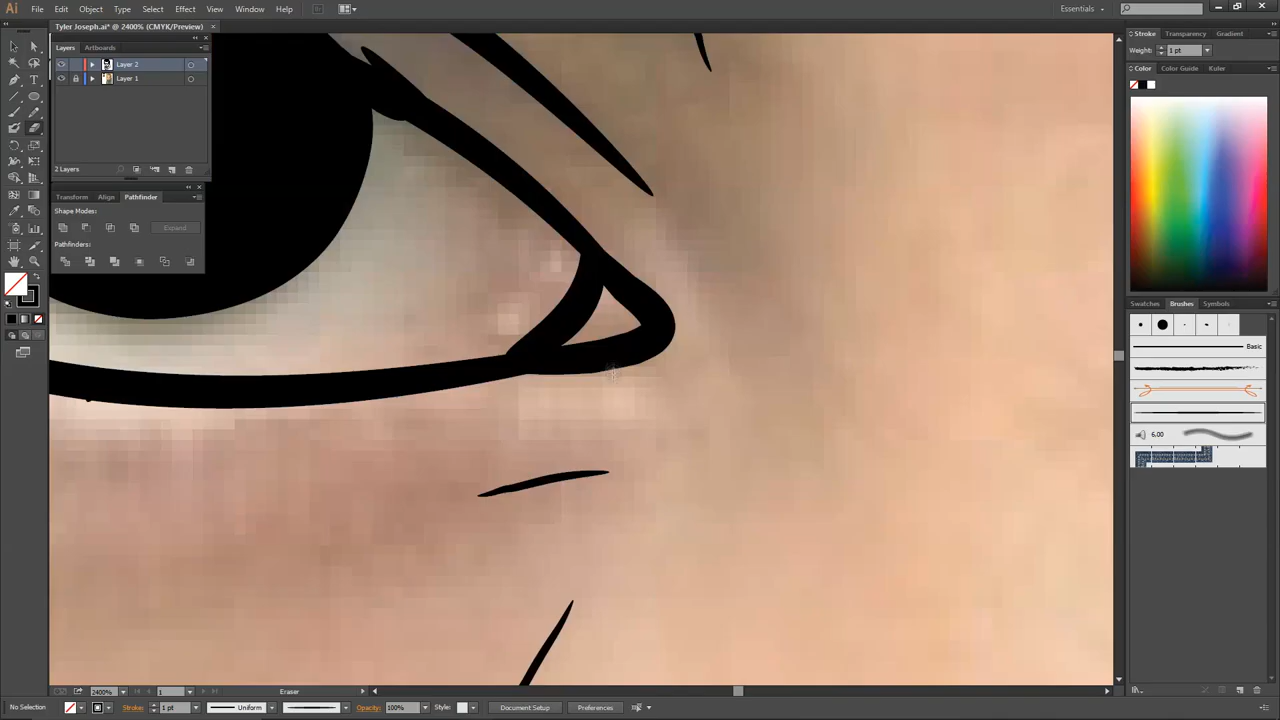 Ai File Edit Object Type Select Effect View Window Help Br Essentials
Tyler Joseph.ai* @ 2400% (CMYK/Preview) ×
Layers Artboards
Layer 2
Layer 1
2 Layers
Transform Align Pathfinder
Shape Modes:
Expand
Pathfinders:
Stroke Transparency Gradient
Weight: 1 pt
Color Color Guide Kuler
Swatches Brushes Symbols
Basic
6.00
2400% 1 Eraser
No Selection Stroke: 1 pt Uniform Opacity: 100% Style: Document Setup Preferences